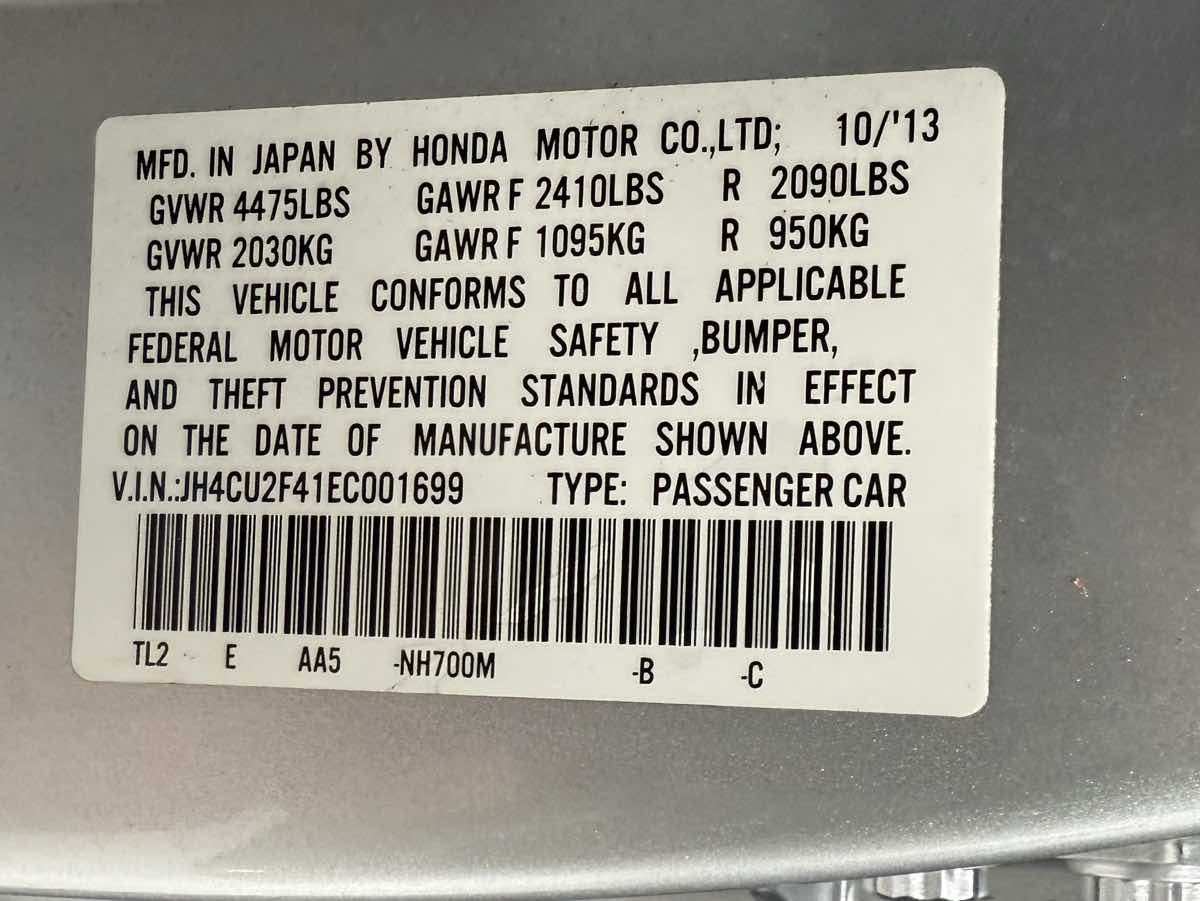 MFD. IN JAPAN BY HONDA MOTOR CO.,LTD; 10/'13
GVWR 4475LBS GAWR F 2410LBS R 2090LBS
GVWR 2030KG GAWR F 1095KG R 950KG
THIS VEHICLE CONFORMS TO ALL APPLICABLE
FEDERAL MOTOR VEHICLE SAFETY ,BUMPER,
AND THEFT PREVENTION STANDARDS IN EFFECT
ON THE DATE OF MANUFACTURE SHOWN ABOVE.
V.I.N.:JH4CU2F41EC001699 TYPE: PASSENGER CAR
TL2 E AA5 -NH700M -B -C